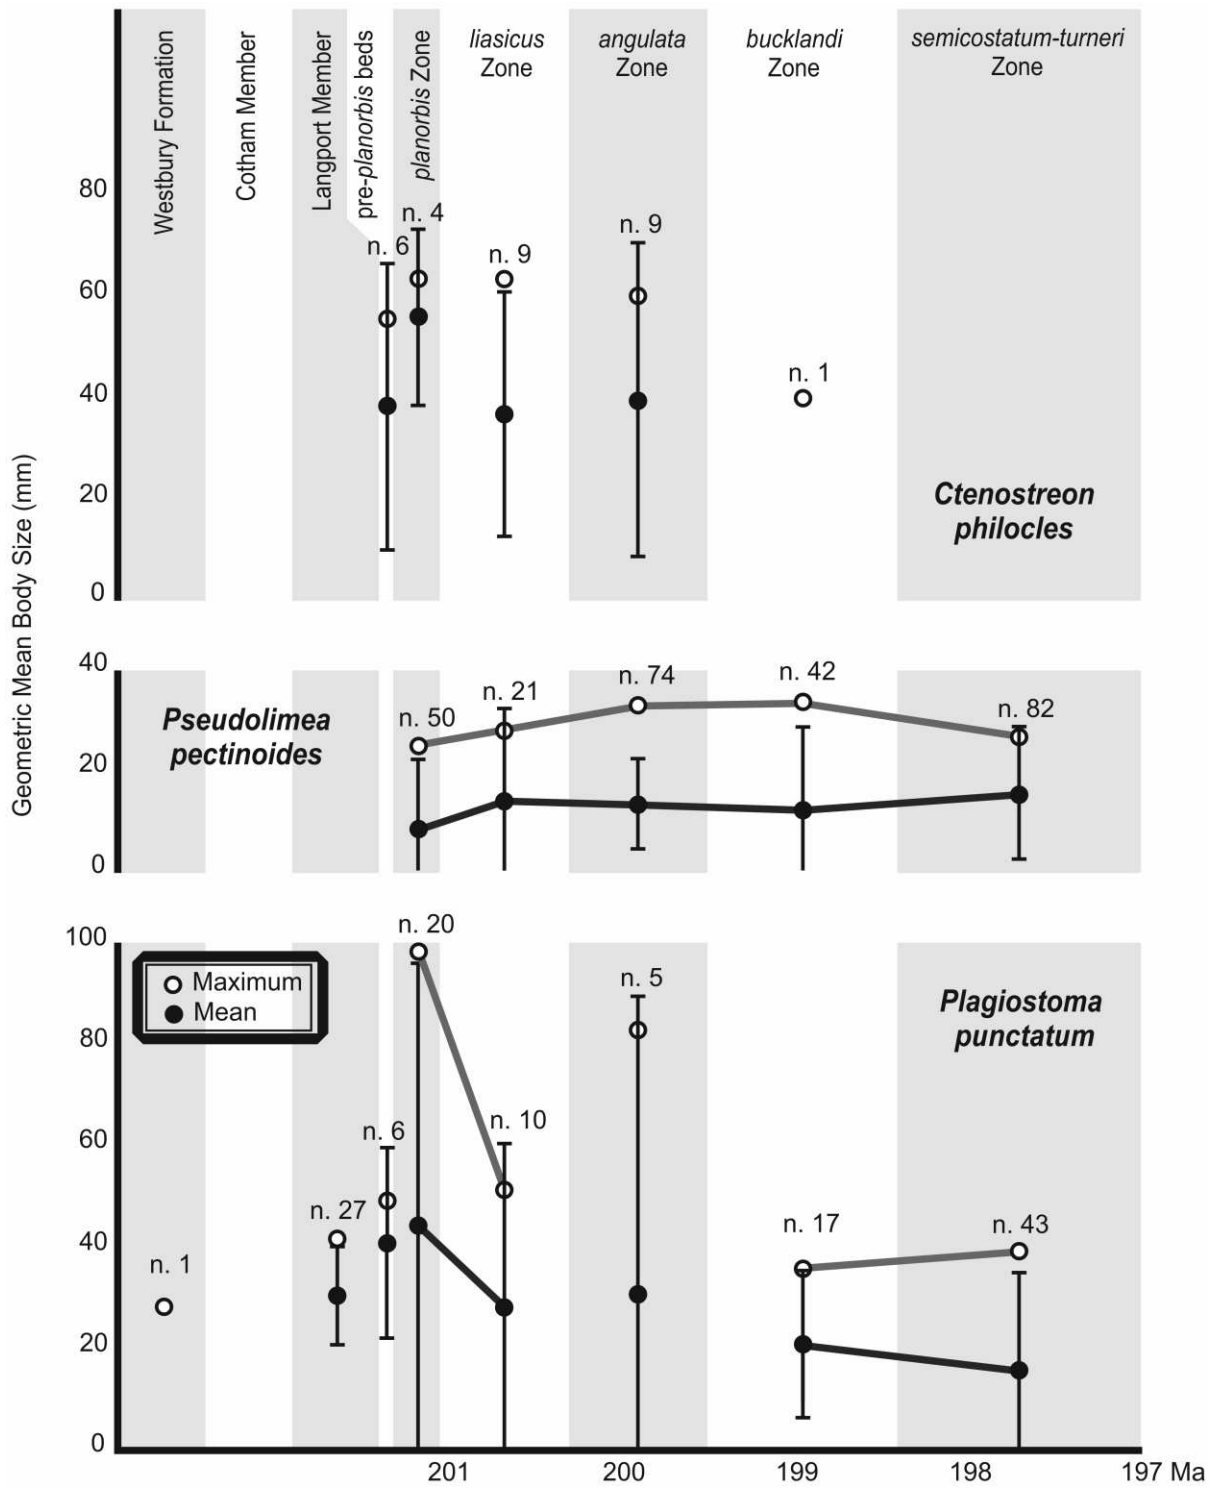 Westbury Formation
Cotham Member
Langport Member
pre-planorbis beds
planorbis Zone
liasicus
Zone
angulata
Zone
bucklandi
Zone
semicostatum-turneri
Zone
Geometric Mean Body Size (mm)
80
60
40
20
0
n. 6
n. 4
n. 9
n. 9
n. 1
Ctenostreon
philocles
40
20
0
Pseudolimea
pectinoides
n. 50
n. 21
n. 74
n. 42
n. 82
100
80
60
40
20
0
Maximum
Mean
n. 1
n. 27
n. 6
n. 20
n. 10
n. 5
n. 17
n. 43
Plagiostoma
punctatum
201
200
199
198
197 Ma